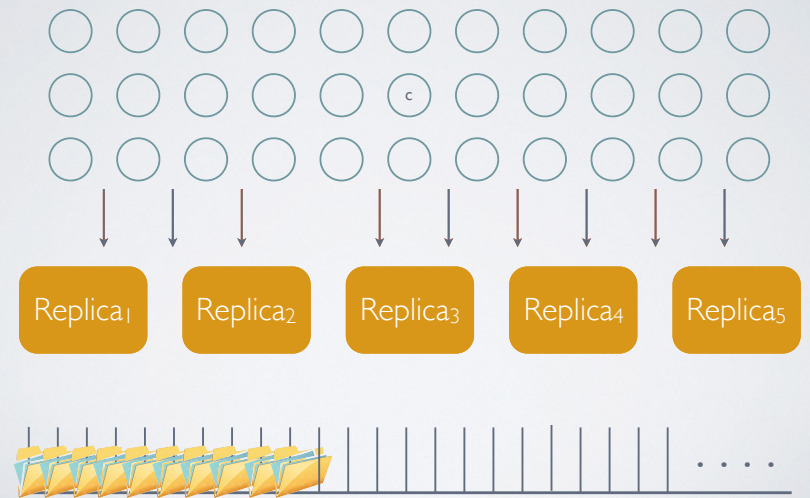 c
Replica₁ Replica₂ Replica₃ Replica₄ Replica₅
. . . .